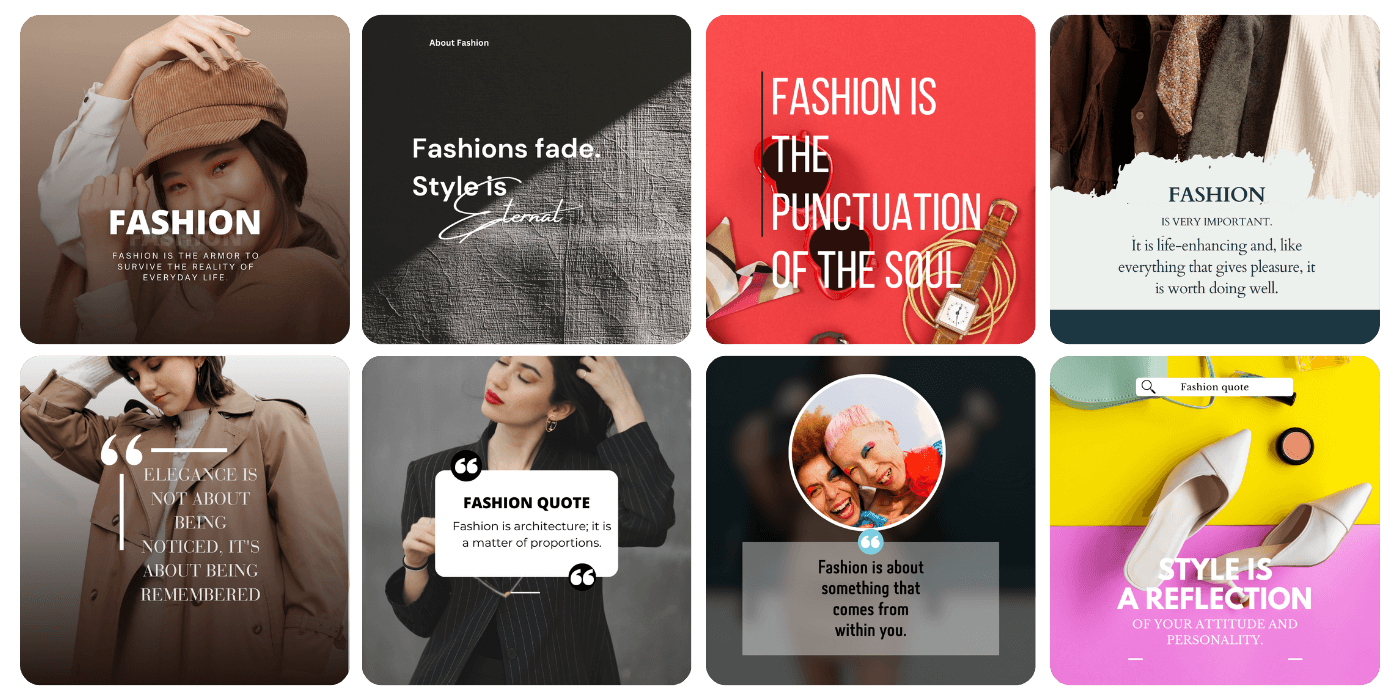 FASHION
FASHION IS THE ARMOR TO
SURVIVE THE REALITY OF
EVERYDAY LIFE.
About Fashion
Fashions fade.
Style is
Eternal
FASHION IS
THE
PUNCTUATION
OF THE SOUL
FASHION
IS VERY IMPORTANT.
It is life-enhancing and, like
everything that gives pleasure, it
is worth doing well.
ELEGANCE IS
NOT ABOUT
BEING
NOTICED, IT'S
ABOUT BEING
REMEMBERED
FASHION QUOTE
Fashion is architecture; it is
a matter of proportions.
Fashion is about
something that
comes from
within you.
Fashion quote
STYLE IS
A REFLECTION
OF YOUR ATTITUDE AND
PERSONALITY.